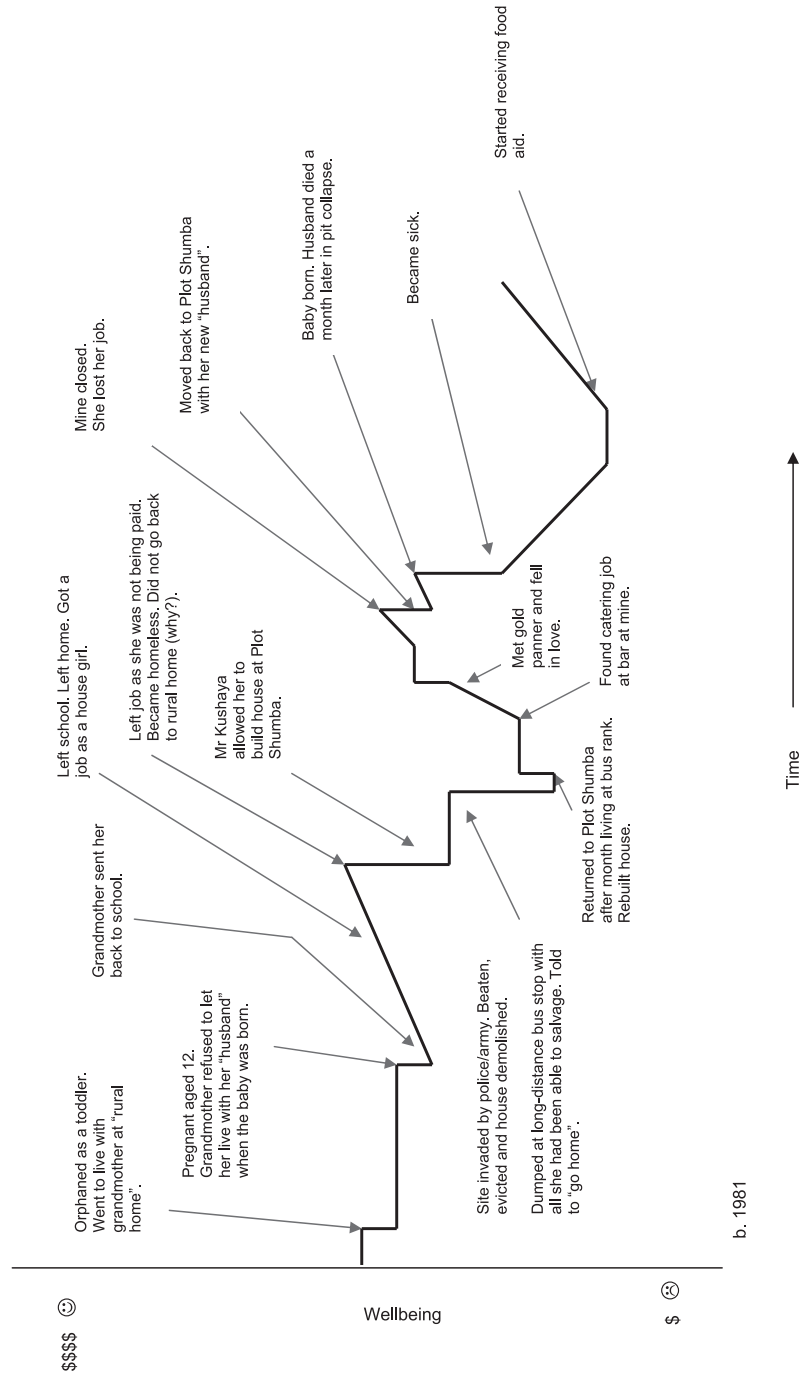 $$$$ ☺
Wellbeing
$ ☹
Orphaned as a toddler.
Went to live with
grandmother at “rural
home”.
Pregnant aged 12.
Grandmother refused to let
her live with her “husband”
when the baby was born.
Grandmother sent her
back to school.
Left school. Left home. Got a
job as a house girl.
Left job as she was not being paid.
Became homeless. Did not go back
to rural home (why?).
Mr Kushaya
allowed her to
build house at Plot
Shumba.
Site invaded by police/army. Beaten,
evicted and house demolished.
Dumped at long-distance bus stop with
all she had been able to salvage. Told
to “go home”.
Returned to Plot Shumba
after month living at bus rank.
Rebuilt house.
Found catering job
at bar at mine.
Met gold
panner and fell
in love.
Mine closed.
She lost her job.
Moved back to Plot Shumba
with her new “husband”.
Baby born. Husband died a
month later in pit collapse.
Became sick.
Started receiving food
aid.
b. 1981
Time